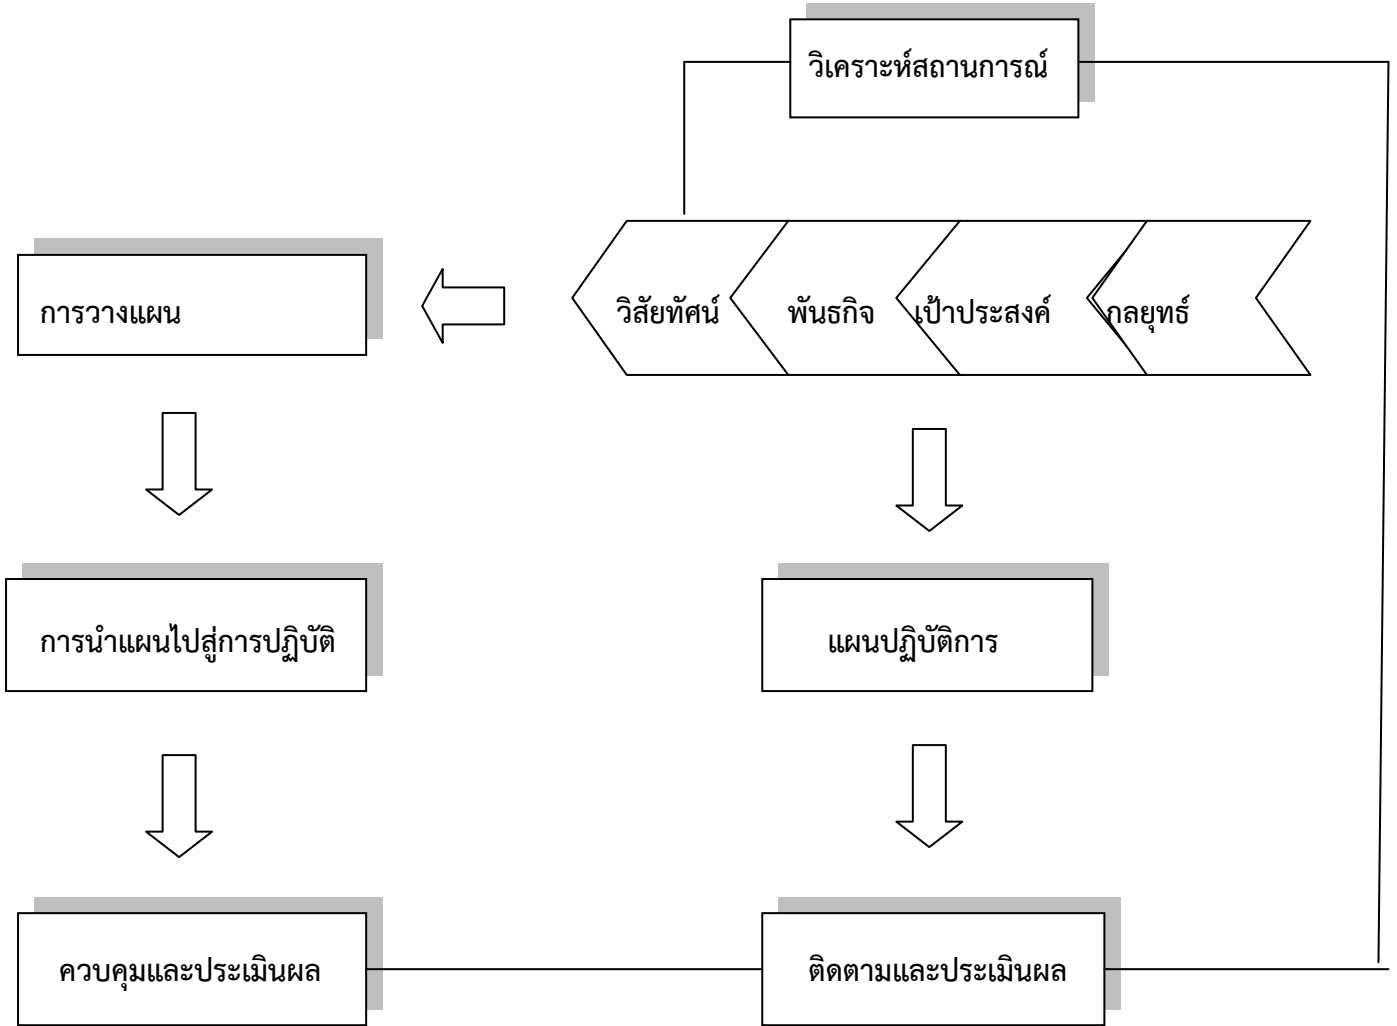 วิเคราะห์สถานการณ์
การวางแผน
วิสัยทัศน์ พันธกิจ เป้าประสงค์ กลยุทธ์
การนำแผนไปสู่การปฏิบัติ
แผนปฏิบัติการ
ควบคุมและประเมินผล
ติดตามและประเมินผล